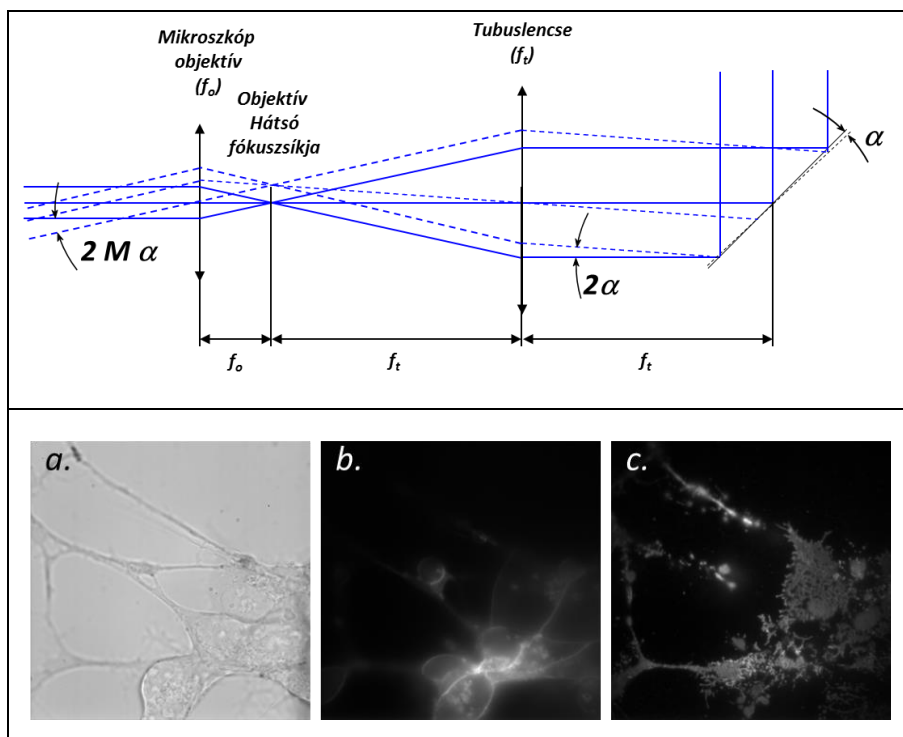 Mikroszkóp
objektív
(fₒ)
Objektív
Hátsó
fókuszsíkja
Tubuslencse
(fₜ)
α
2 M α
2α
fₒ
fₜ
fₜ
a.
b.
c.